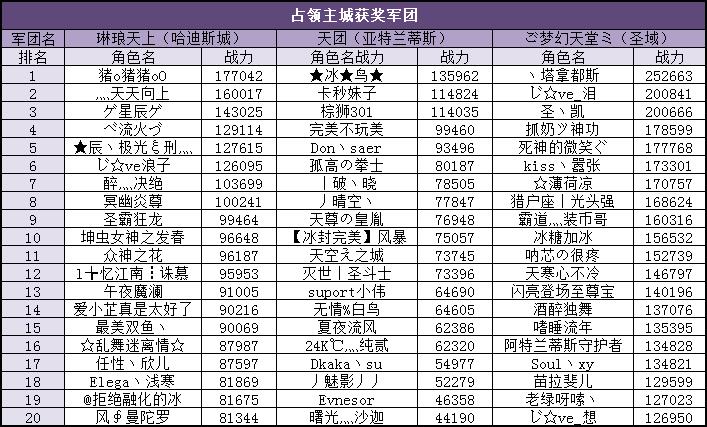 占领主城获奖军团
军团名 琳琅天上（哈迪斯城） 天团（亚特兰蒂斯） ご梦幻天堂ミ（圣域）
排名 角色名 战力 角色名战力 战力 角色名 战力
1 猪o猪猪oO 177042 ★冰★鸟★ 135962 丶塔拿都斯 252663
2 灬天天向上 160017 卡秒妹子 114824 じ☆ve_泪 200841
3 ゲ星辰ゲ 143025 棕狮301 114035 圣丶凯 200666
4 べ流火づ 129114 完美不玩美 99460 抓奶ツ神功 178599
5 ★辰丶极光ξ刑灬 127615 Don丶saer 93496 死神的微笑ぐ 177768
6 じ☆ve浪子 126095 孤高の拳士 80187 kiss丶嚣张 173301
7 醉灬决绝 103699 丨破丶晓 78505 ☆薄荷凉 170757
8 冥幽炎尊 100241 丿晴空丶 77847 猎户座丨光头强 168624
9 圣霸狂龙 99464 天尊の皇胤 76948 霸道灬装币哥 160316
10 坤虫女神之发春 96648 【冰封完美】风暴 75057 冰糖加冰 156532
11 众神之花 96187 天空え之城 73745 呐芯の很疼 152739
12 l十忆江南┇诛慕 95953 灭世丨圣斗士 73396 天寒心不冷 146797
13 午夜魔澜 91005 suport小伟 64690 闪亮登场至尊宝 140196
14 爱小芷真是太好了 90216 无情%白鸟 64605 酒醉独舞 137076
15 最美双鱼丶 90069 夏夜流风 62386 嗜睡流年 135395
16 ☆乱舞迷离情☆ 87987 24K℃灬纯贰 62320 阿特兰蒂斯守护者 134828
17 任性丶欣儿 87597 Dkaka丶su 54977 Soul丶xy 134821
18 Elega丶浅寒 81869 丿魅影丿丿 52279 苗拉斐儿 129599
19 @拒绝融化的冰 81675 Evnesor 46358 老绿呀嗦丶 127023
20 风∮曼陀罗 81344 曙光灬沙迦 44190 じ☆ve_想 126950